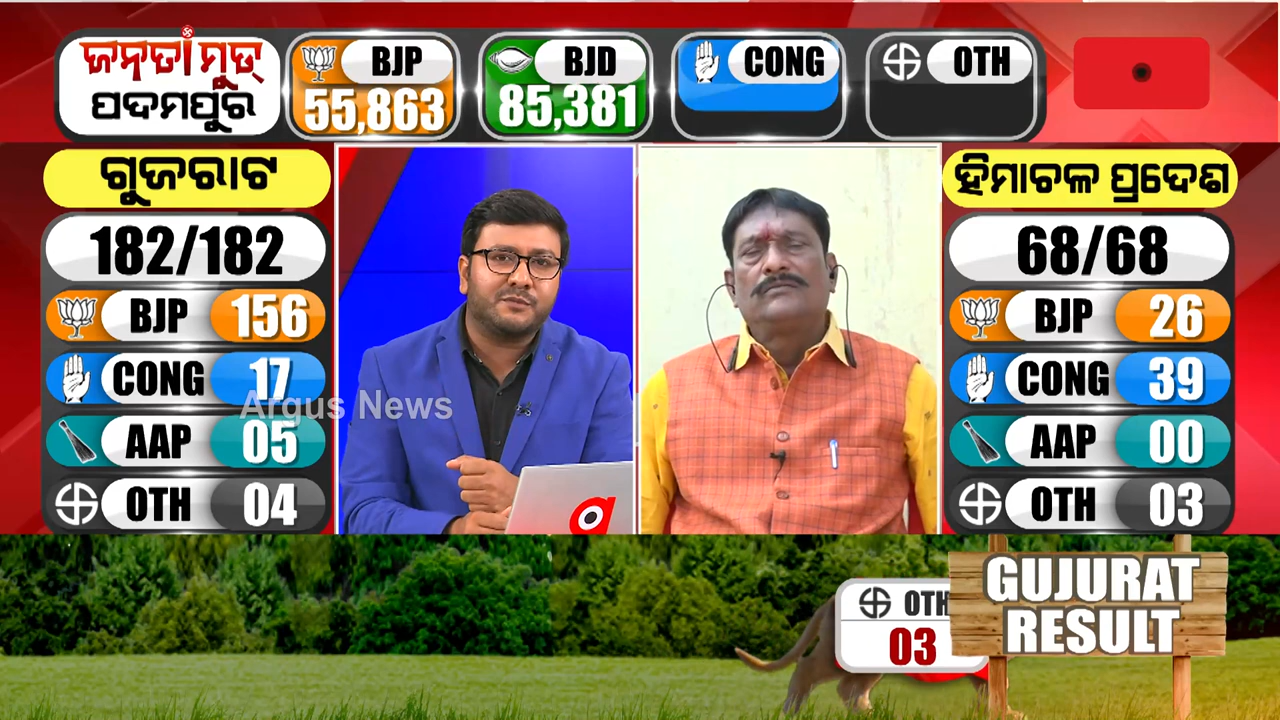 ଜନତା ମୁଡ୍
ପଦମପୁର
BJP
55,863
BJD
85,381
CONG
OTH
ଗୁଜରାଟ
182/182
BJP 156
CONG 17
AAP 05
OTH 04
Argus News
a
ହିମାଚଳ ପ୍ରଦେଶ
68/68
BJP 26
CONG 39
AAP 00
OTH 03
OTH
03
GUJURAT
RESULT